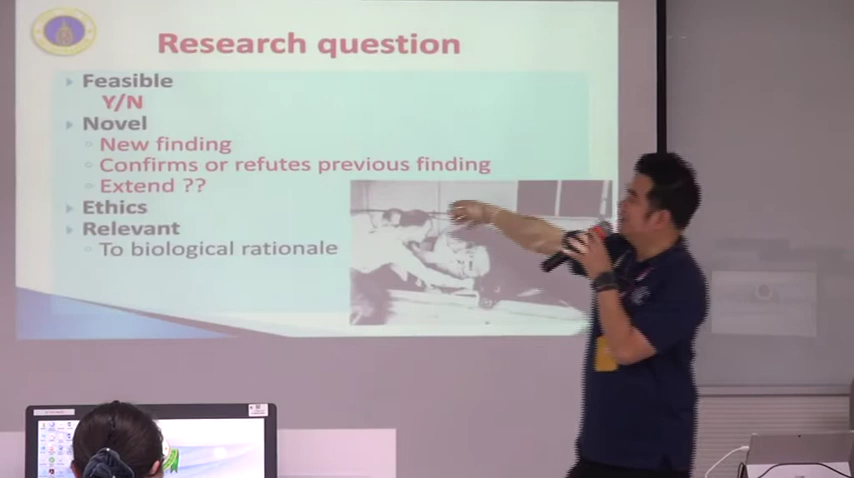 Research question
Feasible
Y/N
Novel
New finding
Confirms or refutes previous finding
Extend ??
Ethics
Relevant
To biological rationale